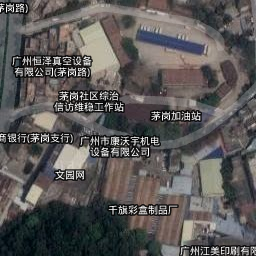 茅岗路)
广州恒泽真空设备
有限公司(茅岗路)
茅岗社区综治
信访维稳工作站
茅岗加油站
商银行(茅岗支行)
广州市康沃宇机电
设备有限公司
文园网
千旗彩盒制品厂
广州江美印刷有限